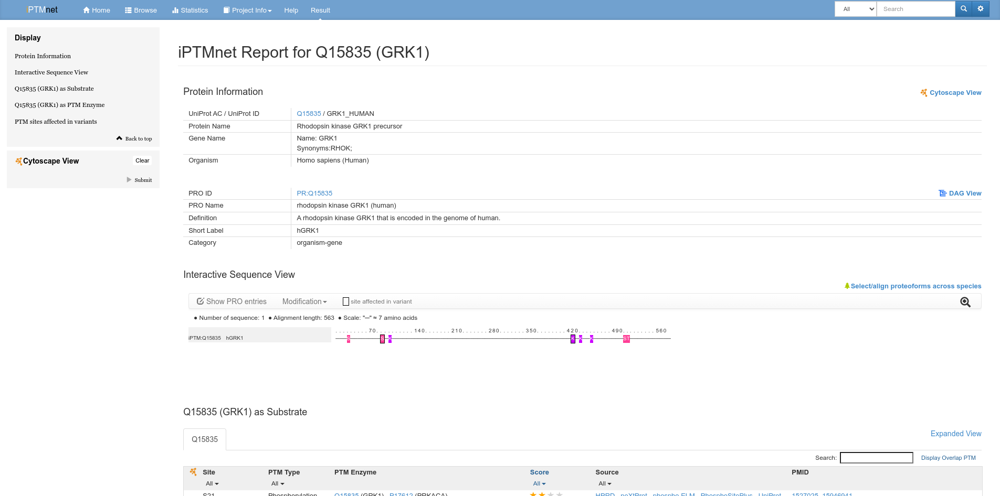 iPTMnet Home Browse Statistics Project Info Help Result All Search
Display
Protein Information
Interactive Sequence View
Q15835 (GRK1) as Substrate
Q15835 (GRK1) as PTM Enzyme
PTM sites affected in variants
Back to top
Cytoscape View Clear
Submit
iPTMnet Report for Q15835 (GRK1)
Protein Information
Cytoscape View
UniProt AC / UniProt ID Q15835 / GRK1_HUMAN
Protein Name Rhodopsin kinase GRK1 precursor
Gene Name Name: GRK1
Synonyms:RHOK;
Organism Homo sapiens (Human)
PRO ID PR:Q15835 DAG View
PRO Name rhodopsin kinase GRK1 (human)
Definition A rhodopsin kinase GRK1 that is encoded in the genome of human.
Short Label hGRK1
Category organism-gene
Interactive Sequence View
Select/align proteoforms across species
Show PRO entries Modification site affected in variant
● Number of sequence: 1 ● Alignment length: 563 ● Scale: "─" ≈ 7 amino acids
. . . . . . . . . 70. . . . . . . . . . 140. . . . . . . 210. . . . . . . 280. . . . . . . 350. . . . . . . . 420. . . . . . . . . 490. . . . . . . . . 560
iPTM:Q15835 hGRK1 S S K K K K ST
Q15835 (GRK1) as Substrate
Q15835
Expanded View
Search: Display Overlap PTM
Site PTM Type PTM Enzyme Score Source PMID
All All All All
S21 Phosphorylation Q15835 (GRK1) , P17612 (PRKACA) HPRD , neXtProt , phospho.ELM , PhosphoSitePlus , UniProt 1527025 , 15946941